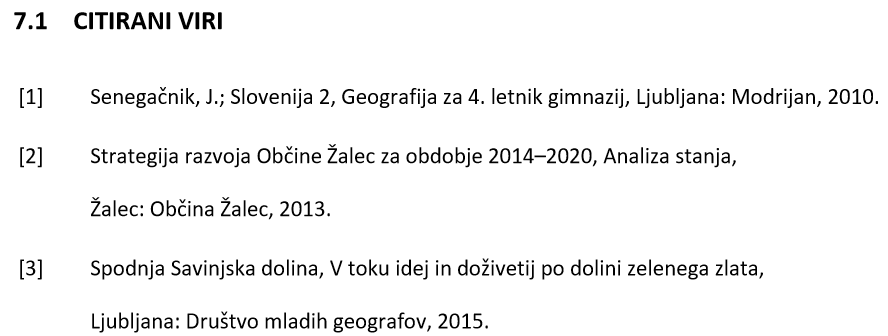 7.1 CITIRANI VIRI
[1] Senegačnik, J.; Slovenija 2, Geografija za 4. letnik gimnazij, Ljubljana: Modrijan, 2010.
[2] Strategija razvoja Občine Žalec za obdobje 2014–2020, Analiza stanja,
Žalec: Občina Žalec, 2013.
[3] Spodnja Savinjska dolina, V toku idej in doživetij po dolini zelenega zlata,
Ljubljana: Društvo mladih geografov, 2015.